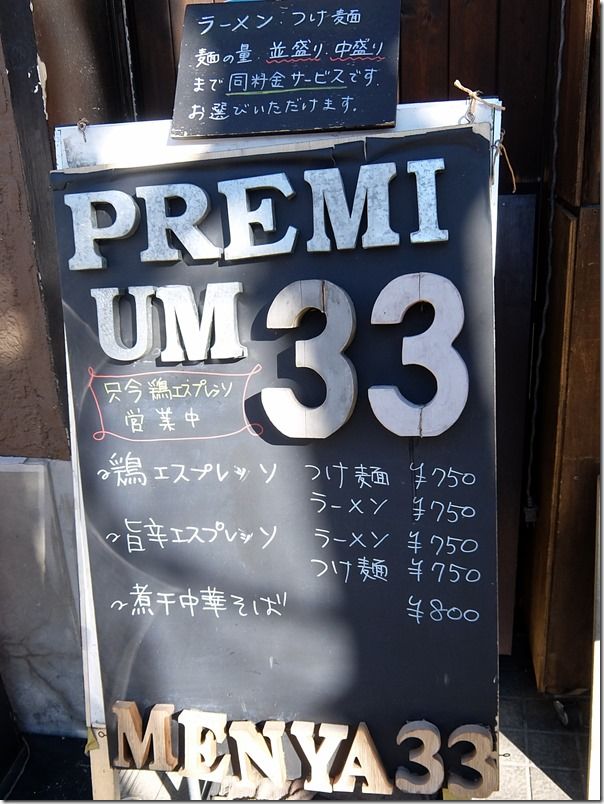 ラーメン・つけ麺
麺の量 並盛り、中盛り
まで同料金サービスです。
お選びいただけます。
PREMI
UM 33
只今鶏エスプレッソ
営業中
~鶏エスプレッソ つけ麺 ¥750
ラーメン ¥750
~旨辛エスプレッソ ラーメン ¥750
つけ麺 ¥750
~煮干中華そば ¥800
MENYA 33